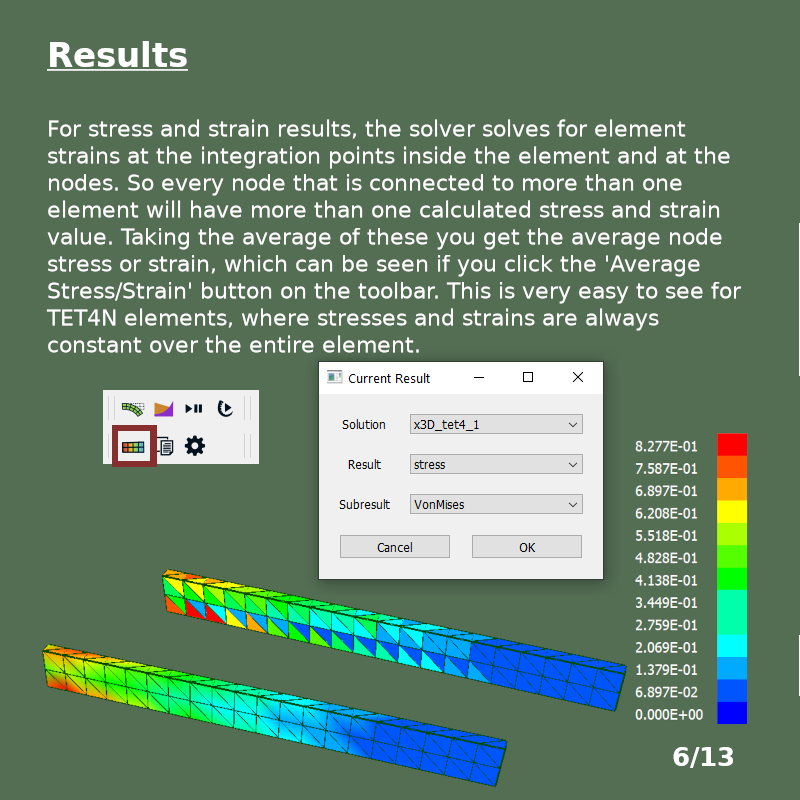 Results
For stress and strain results, the solver solves for element
strains at the integration points inside the element and at the
nodes. So every node that is connected to more than one
element will have more than one calculated stress and strain
value. Taking the average of these you get the average node
stress or strain, which can be seen if you click the 'Average
Stress/Strain' button on the toolbar. This is very easy to see for
TET4N elements, where stresses and strains are always
constant over the entire element.
Current Result
Solution x3D_tet4_1
Result stress
Subresult VonMises
Cancel OK
8.277E-01
7.587E-01
6.897E-01
6.208E-01
5.518E-01
4.828E-01
4.138E-01
3.449E-01
2.759E-01
2.069E-01
1.379E-01
6.897E-02
0.000E+00
6/13